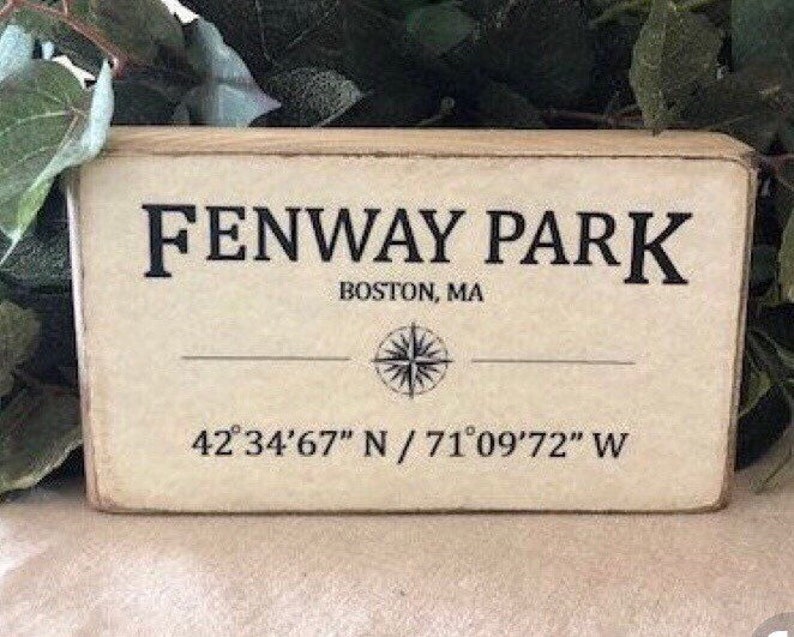 FENWAY PARK
BOSTON, MA
42°34’67” N / 71°09’72” W